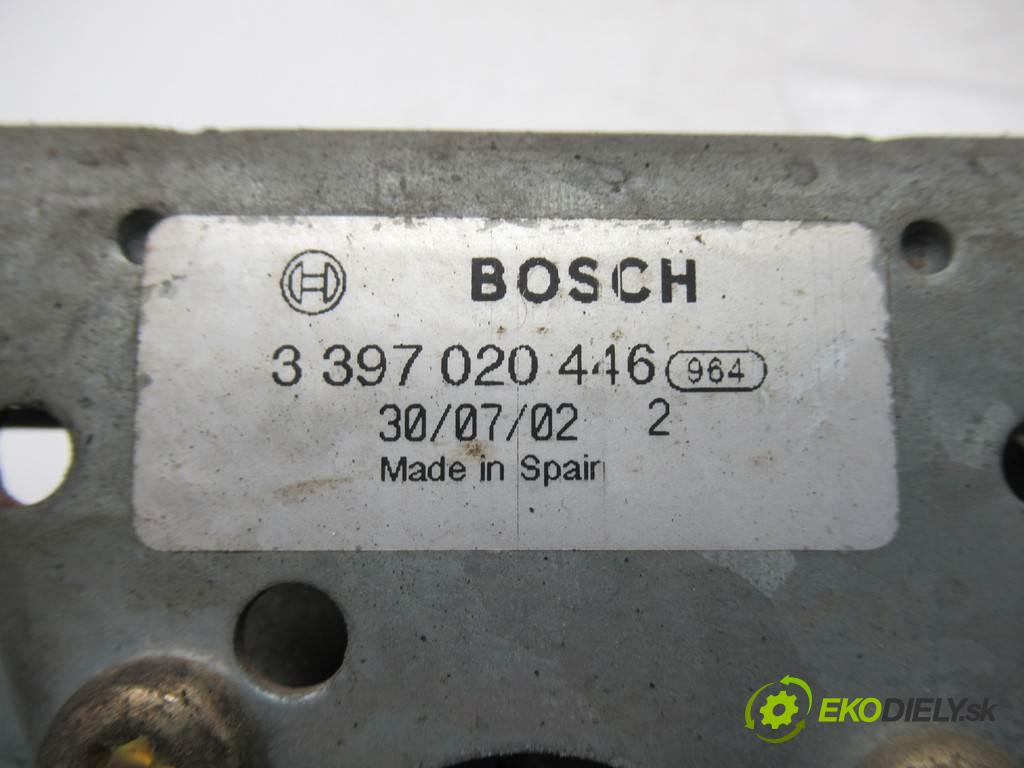 BOSCH
3 397 020 446 964
30/07/02 2
Made in Spain
EKODIELY.sk